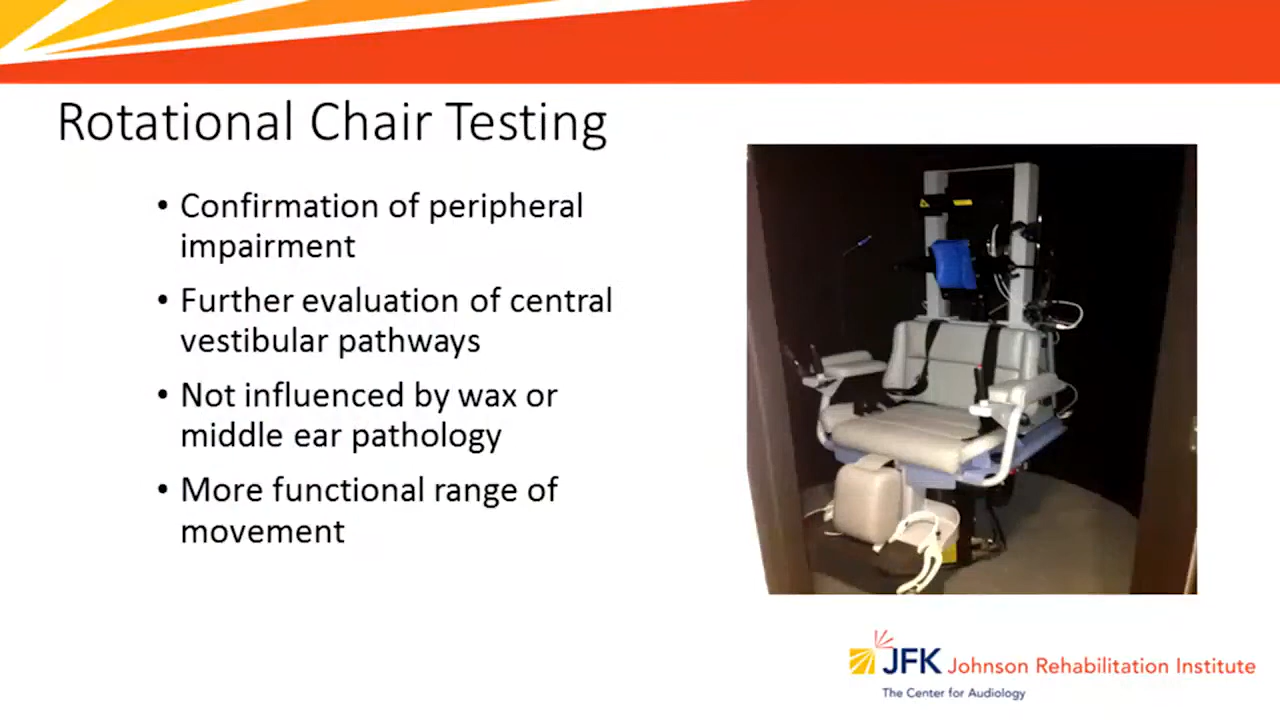 Rotational Chair Testing
• Confirmation of peripheral
impairment
• Further evaluation of central
vestibular pathways
• Not influenced by wax or
middle ear pathology
• More functional range of
movement
JFK Johnson Rehabilitation Institute
The Center for Audiology